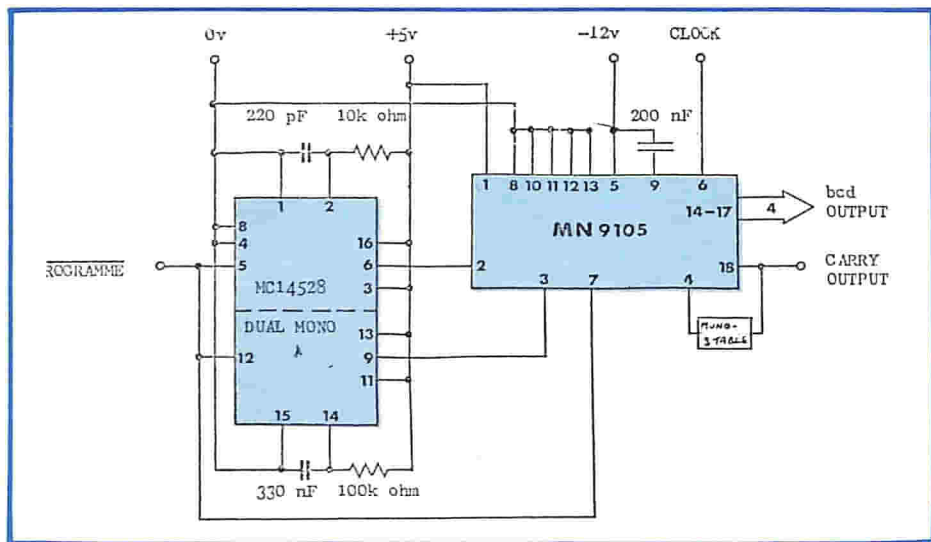 0v +5v -12v CLOCK
220 pF 10k ohm 200 nF
1 2
1 8 10 11 12 13 5 9 6
14-17 4 bcd OUTPUT
MN 9105
8
4 16
ROGRAMME 5 6 2 3 7 4 18 CARRY OUTPUT
MC14528 3
DUAL MONO 13
12 9
11
15 14
330 nF 100k ohm
MONO-
STABLE